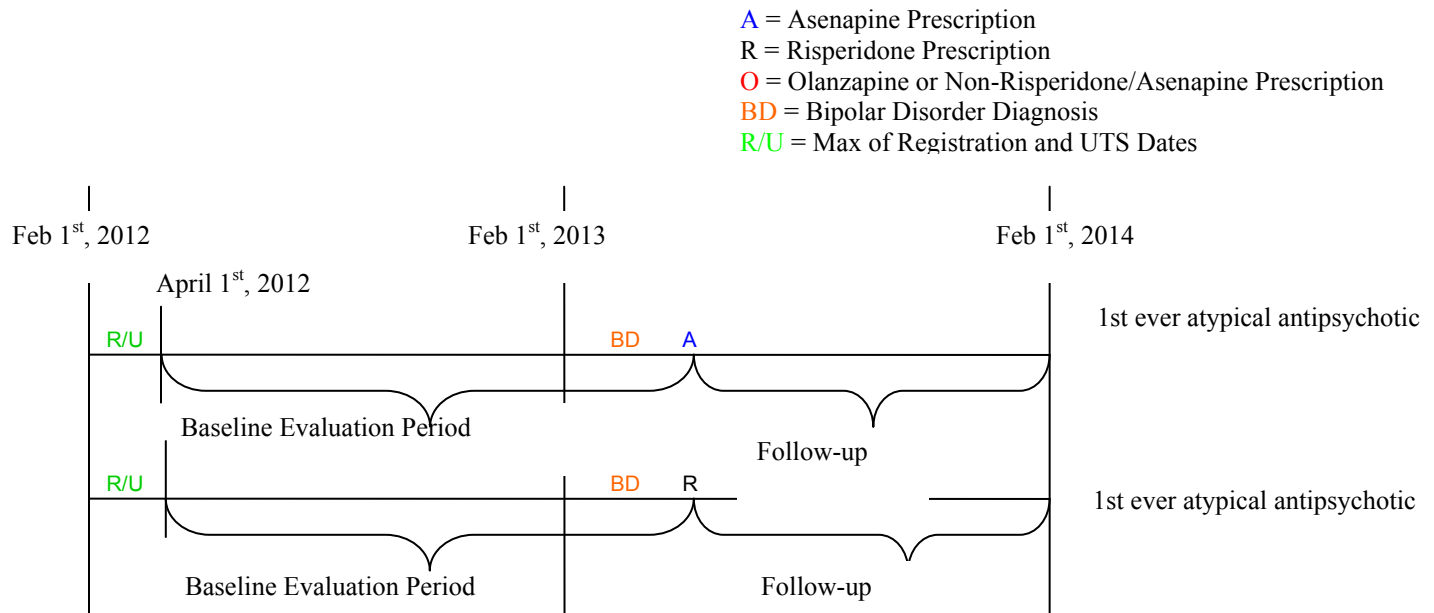 A = Asenapine Prescription
R = Risperidone Prescription
O = Olanzapine or Non-Risperidone/Asenapine Prescription
BD = Bipolar Disorder Diagnosis
R/U = Max of Registration and UTS Dates
Feb 1st, 2012
Feb 1st, 2013
Feb 1st, 2014
April 1st, 2012
1st ever atypical antipsychotic
R/U
BD
A
Baseline Evaluation Period
Follow-up
R/U
BD
R
1st ever atypical antipsychotic
Baseline Evaluation Period
Follow-up